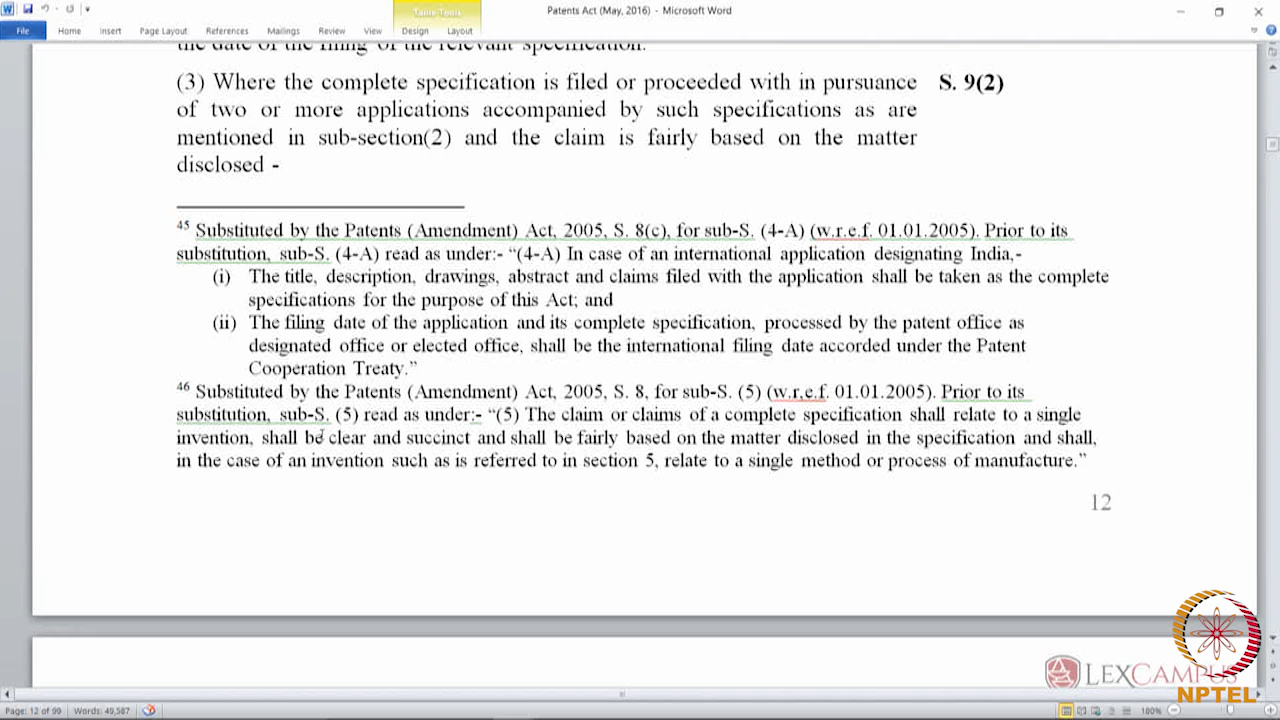 Table Tools
Patents Act (May, 2016) - Microsoft Word
File Home Insert Page Layout References Mailings Review View Design Layout
the date of the filing of the relevant specification.
(3) Where the complete specification is filed or proceeded with in pursuance S. 9(2)
of two or more applications accompanied by such specifications as are
mentioned in sub-section(2) and the claim is fairly based on the matter
disclosed -
45 Substituted by the Patents (Amendment) Act, 2005, S. 8(c), for sub-S. (4-A) (w.r.e.f. 01.01.2005). Prior to its
substitution, sub-S. (4-A) read as under:- “(4-A) In case of an international application designating India,-
(i) The title, description, drawings, abstract and claims filed with the application shall be taken as the complete
specifications for the purpose of this Act; and
(ii) The filing date of the application and its complete specification, processed by the patent office as
designated office or elected office, shall be the international filing date accorded under the Patent
Cooperation Treaty.”
46 Substituted by the Patents (Amendment) Act, 2005, S. 8, for sub-S. (5) (w.r,e.f. 01.01.2005). Prior to its
substitution, sub-S. (5) read as under:- “(5) The claim or claims of a complete specification shall relate to a single
invention, shall be clear and succinct and shall be fairly based on the matter disclosed in the specification and shall,
in the case of an invention such as is referred to in section 5, relate to a single method or process of manufacture.”
12
LEXCAMPUS
NPTEL
Page: 12 of 99 Words: 49,587 180%